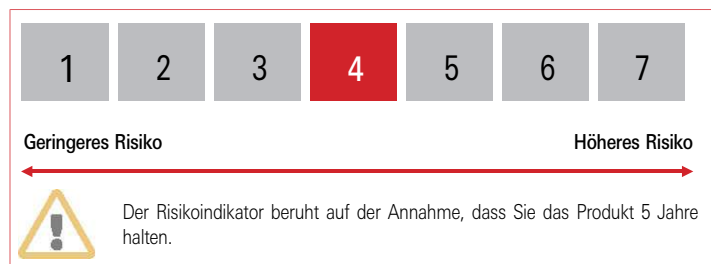 1 2 3 4 5 6 7
Geringeres Risiko Höheres Risiko
Der Risikoindikator beruht auf der Annahme, dass Sie das Produkt 5 Jahre
halten.